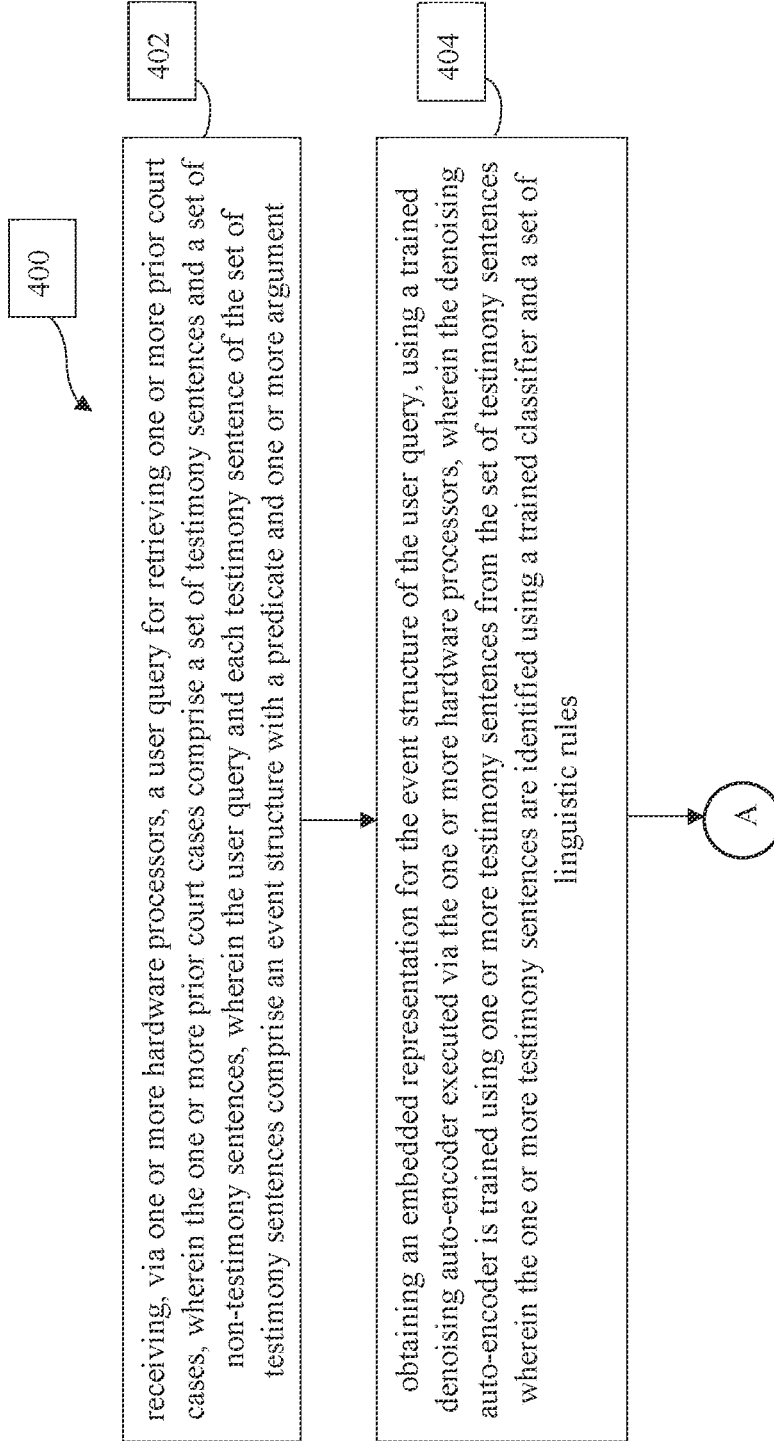 400
402
receiving, via one or more hardware processors, a user query for retrieving one or more prior court
cases, wherein the one or more prior court cases comprise a set of testimony sentences and a set of
non-testimony sentences, wherein the user query and each testimony sentence of the set of
testimony sentences comprise an event structure with a predicate and one or more argument
404
obtaining an embedded representation for the event structure of the user query, using a trained
denoising auto-encoder executed via the one or more hardware processors, wherein the denoising
auto-encoder is trained using one or more testimony sentences from the set of testimony sentences
wherein the one or more testimony sentences are identified using a trained classifier and a set of
linguistic rules
A